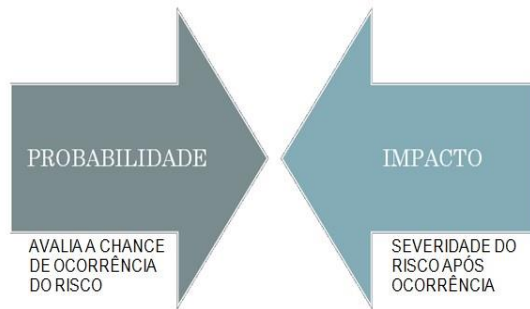 PROBABILIDADE
AVALIA A CHANCE
DE OCORRÊNCIA
DO RISCO
IMPACTO
SEVERIDADE DO
RISCO APÓS
OCORRÊNCIA